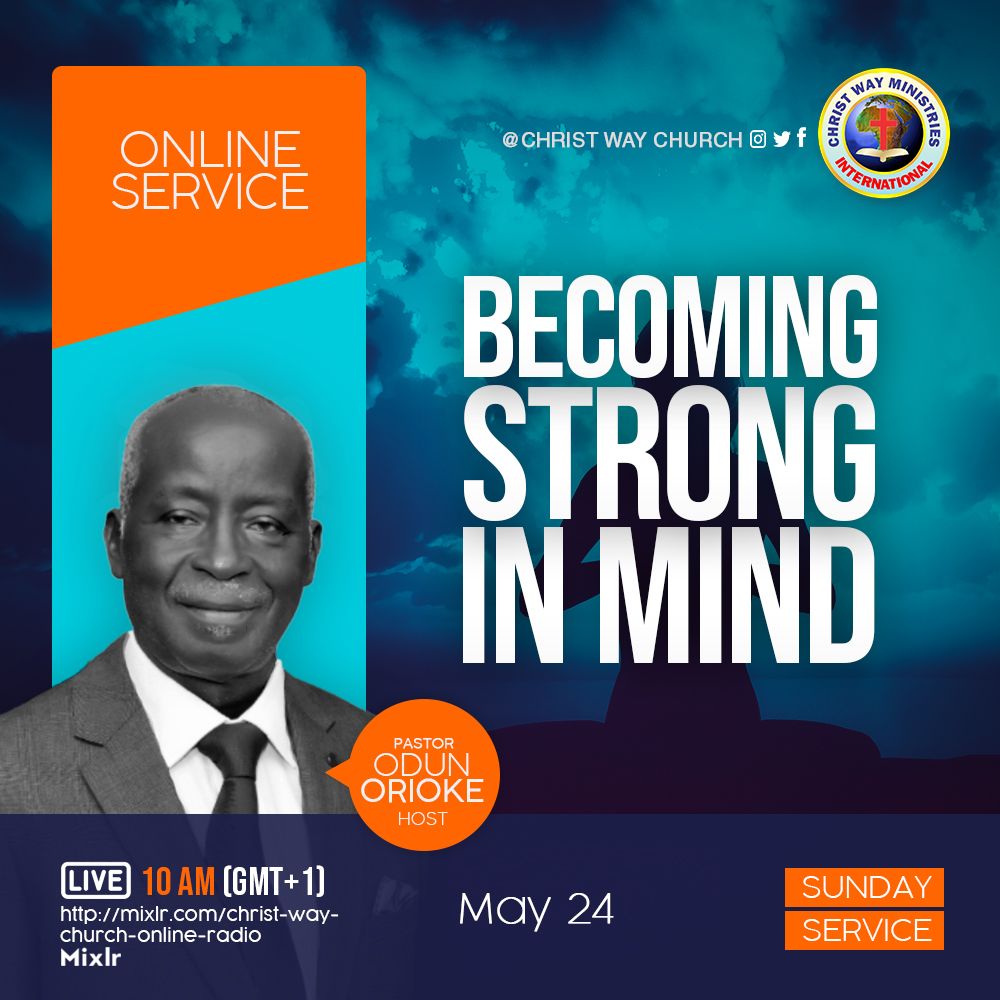 ONLINE
SERVICE
@CHRIST WAY CHURCH
CHRIST WAY MINISTRIES
INTERNATIONAL
BECOMING
STRONG
IN MIND
PASTOR
ODUN
ORIOKE
HOST
LIVE 10 AM (GMT+1)
http://mixlr.com/christ-way-
church-online-radio
Mixlr
May 24
SUNDAY
SERVICE